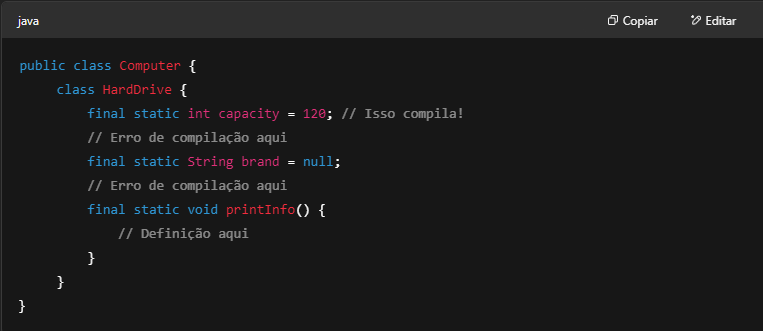 java
Copiar
Editar
public class Computer {
    class HardDrive {
        final static int capacity = 120; // Isso compila!
        // Erro de compilação aqui
        final static String brand = null;
        // Erro de compilação aqui
        final static void printInfo() {
            // Definição aqui
        }
    }
}